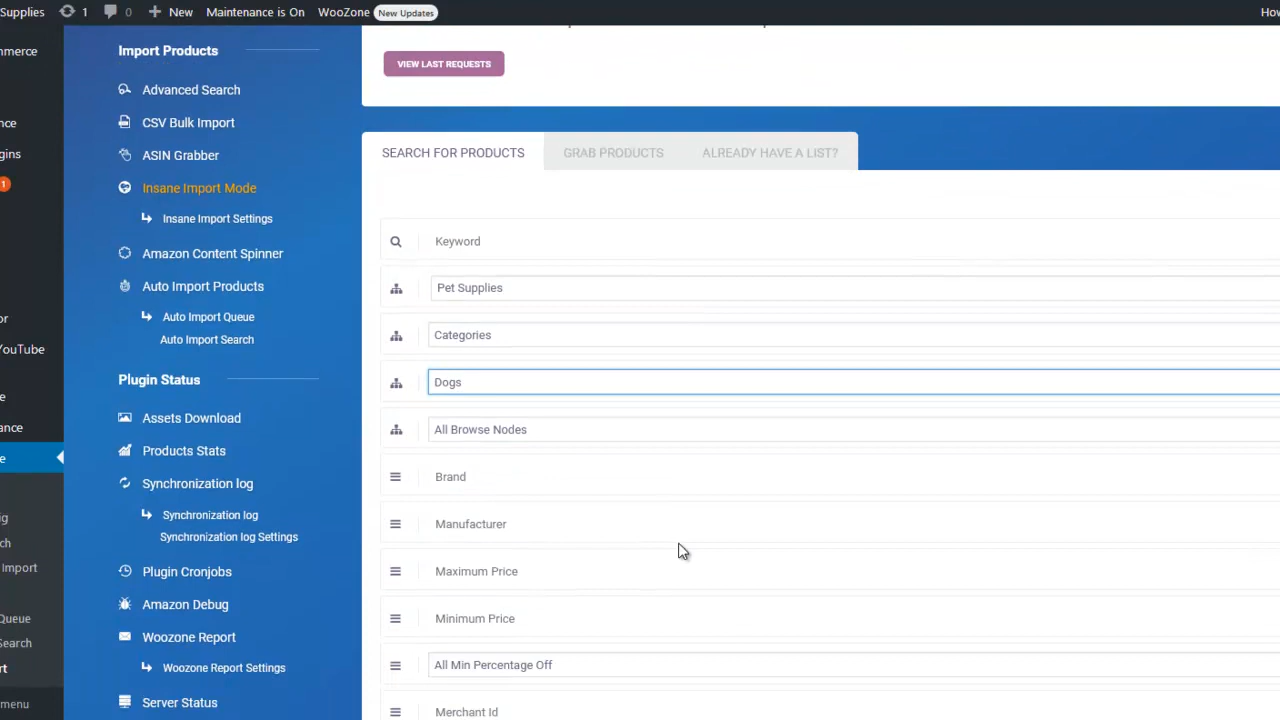 Supplies 1 0 New Maintenance is On WooZone New Updates How
mmerce
nce
gins
1
or
YouTube
e
ance
e
ig
ch
Import
Queue
Search
rt
menu
Import Products
Advanced Search
CSV Bulk Import
ASIN Grabber
Insane Import Mode
Insane Import Settings
Amazon Content Spinner
Auto Import Products
Auto Import Queue
Auto Import Search
Plugin Status
Assets Download
Products Stats
Synchronization log
Synchronization log
Synchronization log Settings
Plugin Cronjobs
Amazon Debug
Woozone Report
Woozone Report Settings
Server Status
VIEW LAST REQUESTS
SEARCH FOR PRODUCTS GRAB PRODUCTS ALREADY HAVE A LIST?
Keyword
Pet Supplies
Categories
Dogs
All Browse Nodes
Brand
Manufacturer
Maximum Price
Minimum Price
All Min Percentage Off
Merchant Id